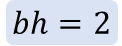 bh = 2